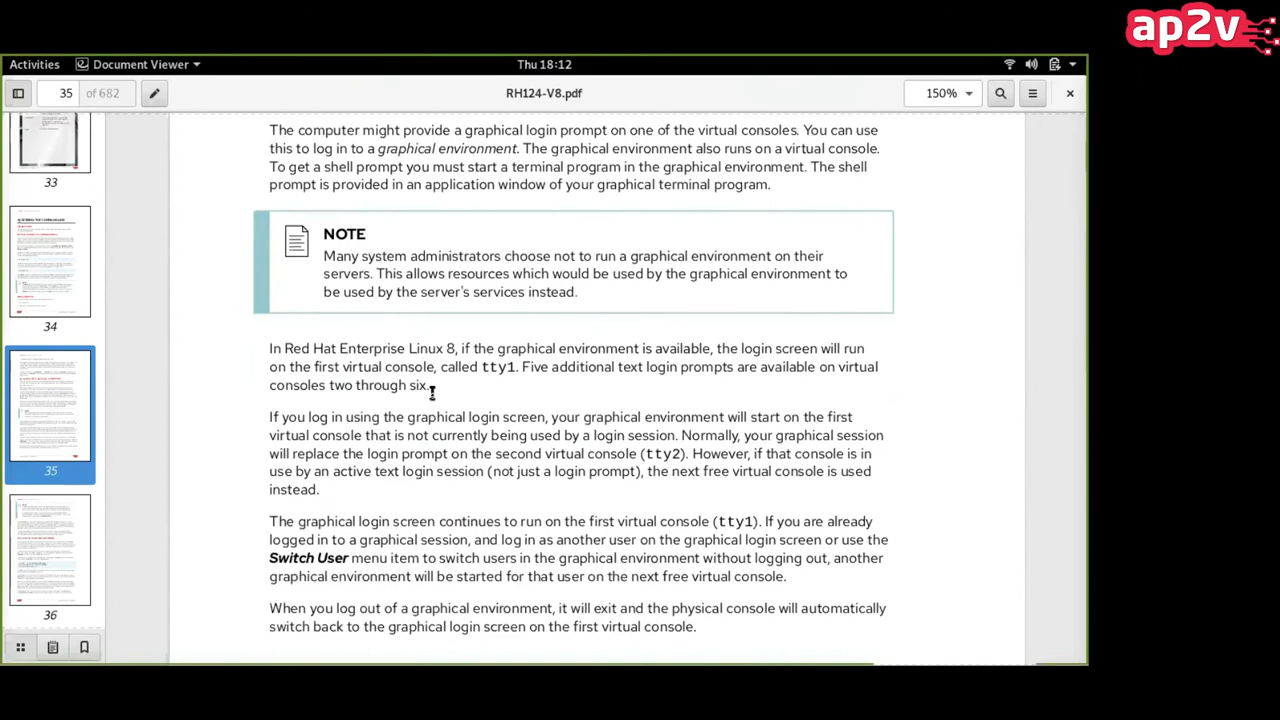 ap2v
Activities Document Viewer Thu 18:12
35 of 682 RH124-V8.pdf 150%
The computer might provide a graphical login prompt on one of the virtual consoles. You can use
this to log in to a graphical environment. The graphical environment also runs on a virtual console.
To get a shell prompt you must start a terminal program in the graphical environment. The shell
prompt is provided in an application window of your graphical terminal program.
33
NOTE
Many system administrators choose not to run a graphical environment on their
servers. This allows resources which would be used by the graphical environment to
be used by the server's services instead.
34
In Red Hat Enterprise Linux 8, if the graphical environment is available, the login screen will run
on the first virtual console, called tty1. Five additional text login prompts are available on virtual
consoles two through six.
If you log in using the graphical login screen, your graphical environment will start on the first
virtual console that is not currently being used by a login session. Normally, your graphical session
will replace the login prompt on the second virtual console (tty2). However, if that console is in
use by an active text login session (not just a login prompt), the next free virtual console is used
instead.
35
The graphical login screen continues to run on the first virtual console (tty1). If you are already
logged in to a graphical session, and log in as another user on the graphical login screen or use the
Switch User menu item to switch users in the graphical environment without logging out, another
graphical environment will be started for that user on the next free virtual console.
When you log out of a graphical environment, it will exit and the physical console will automatically
switch back to the graphical login screen on the first virtual console.
36